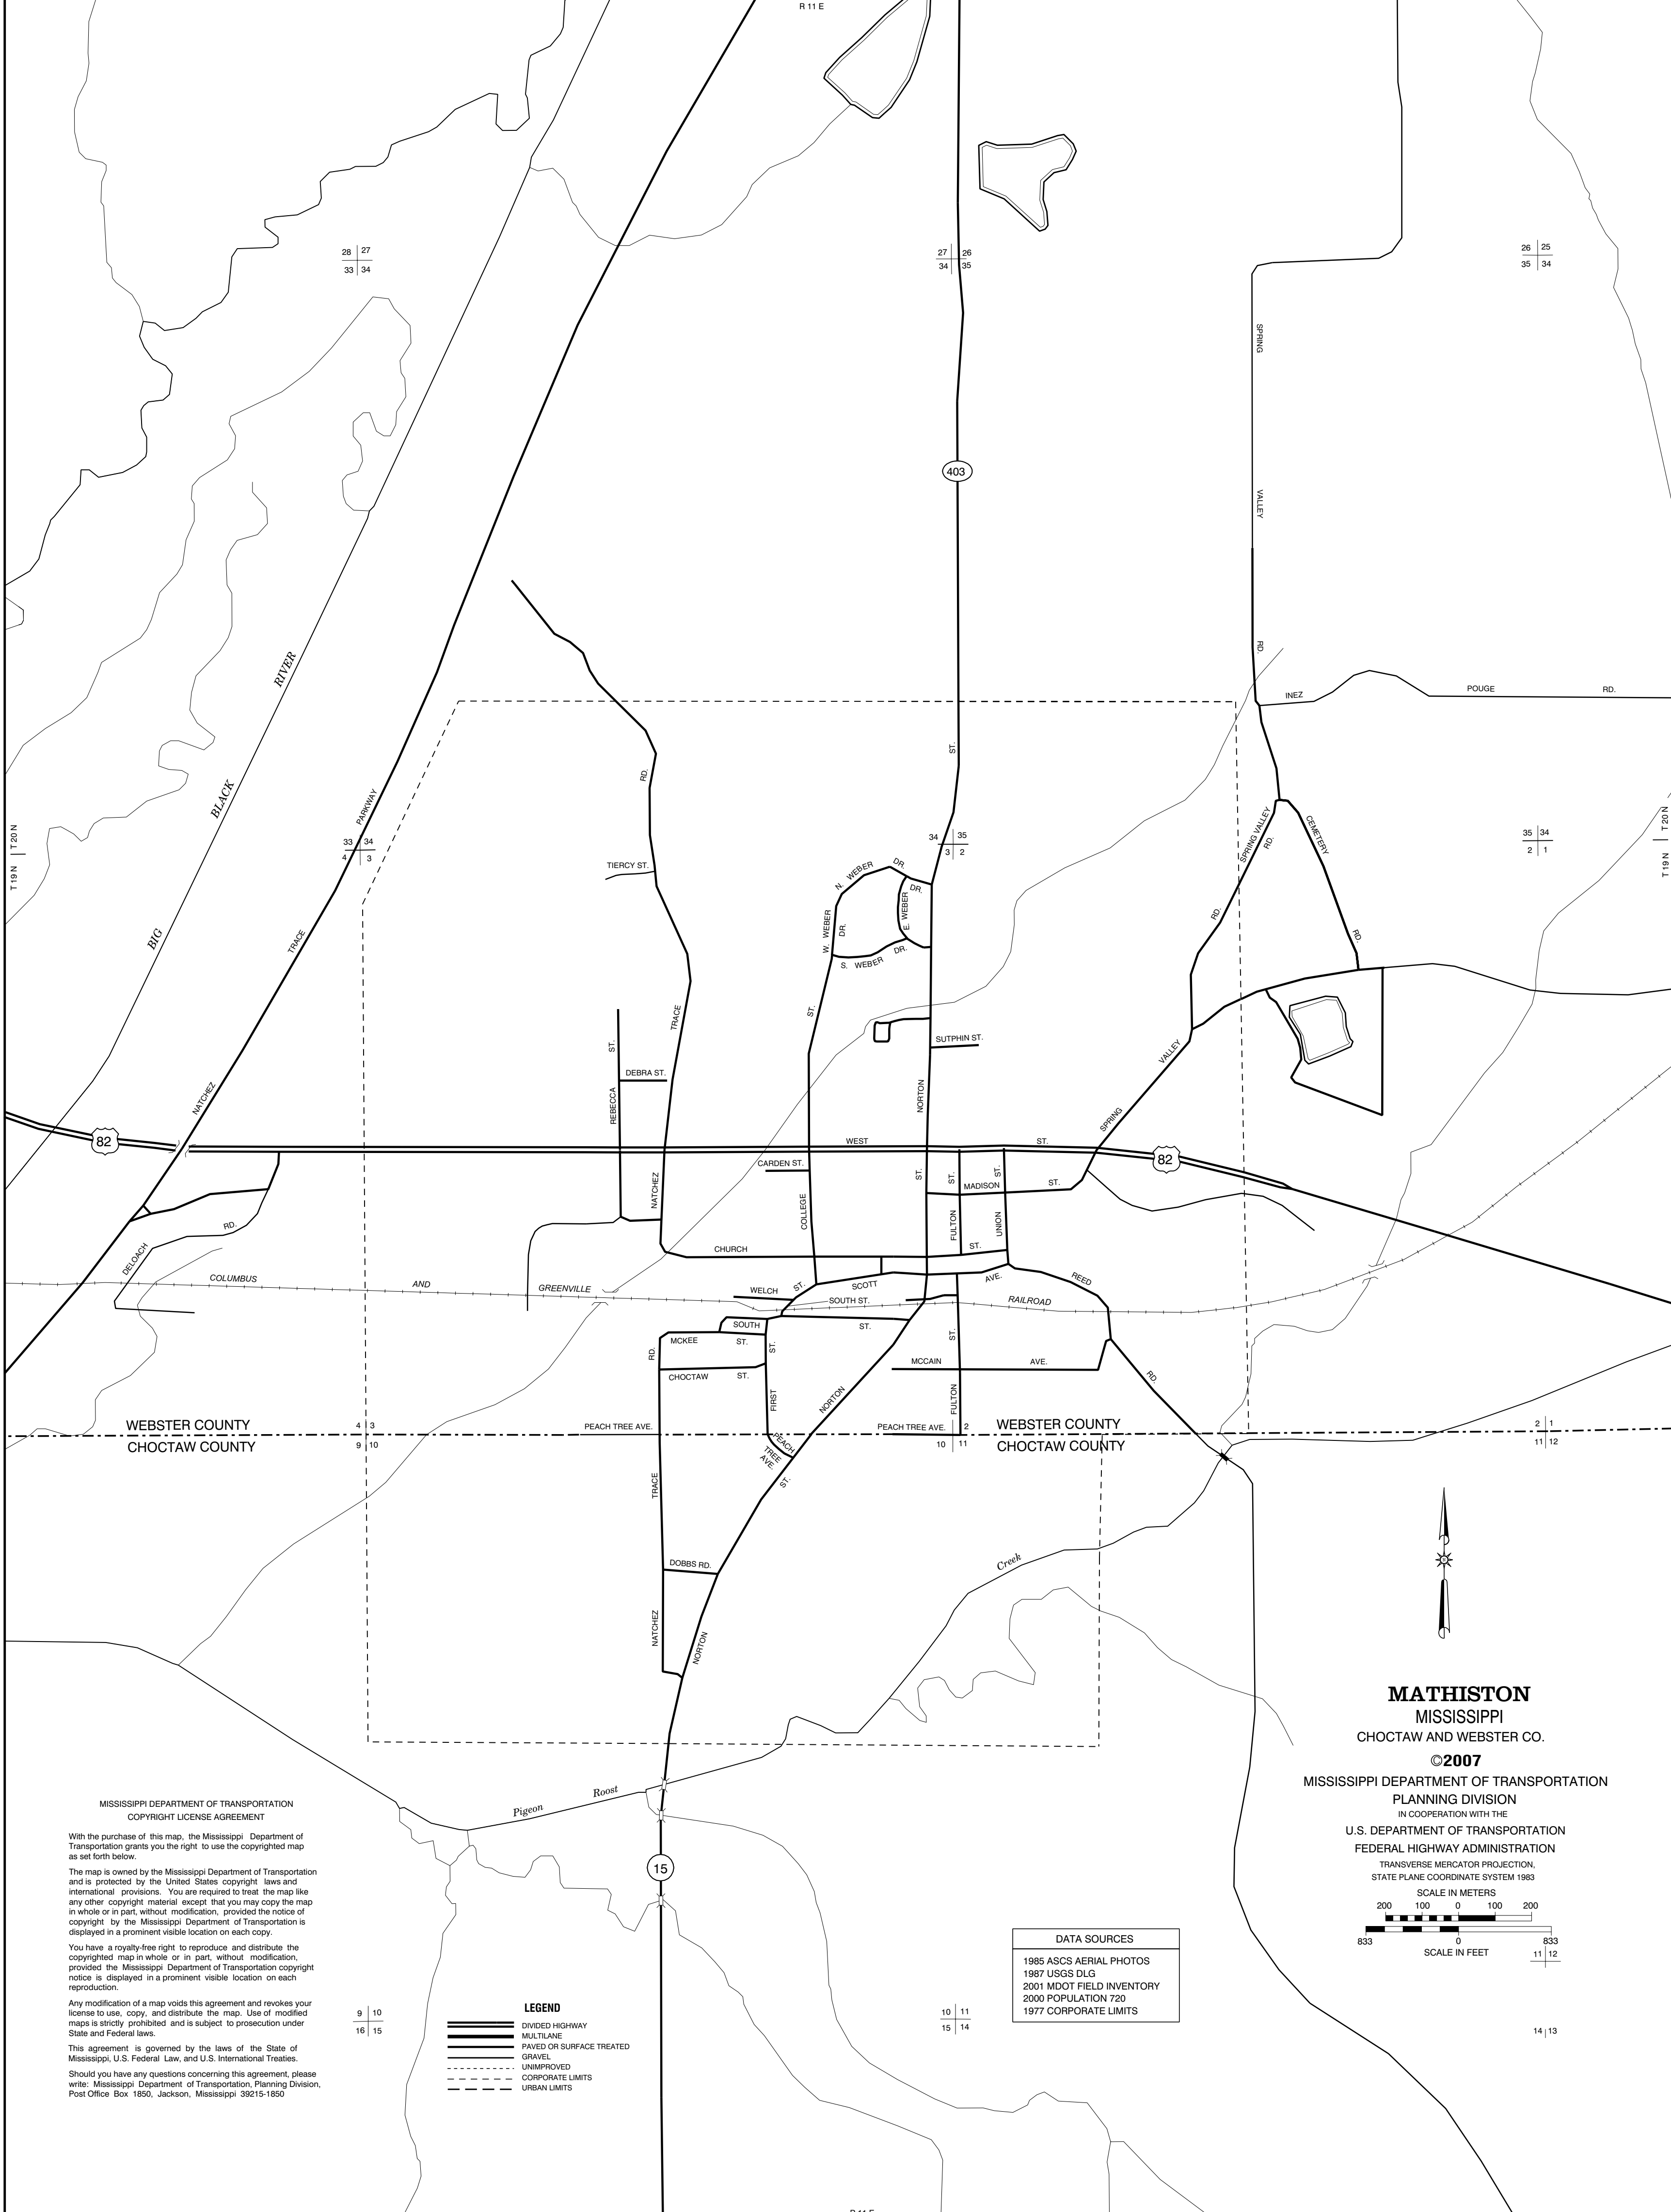 R 11 E
28 27
33 34
27 26
34 35
26 25
35 34
SPRING
403
VALLEY
RD.
INEZ POUGE RD.
RIVER
BLACK
BIG
ST.
RD.
PARKWAY
TRACE
NATCHEZ
T 20 N
T 19 N
33 34
4 3
34 35
3 2
35 34
2 1
T 20 N
T 19 N
TIERCY ST.
N. WEBER DR.
DR.
E. WEBER
W. WEBER
DR.
S. WEBER DR.
SPRING VALLEY
RD.
CEMETERY
RD.
RD.
ST.
TRACE
SUTPHIN ST.
ST.
DEBRA ST.
REBECCA
NORTON
VALLEY
SPRING
82
WEST ST.
82
CARDEN ST.
NATCHEZ
COLLEGE
ST.
ST.
ST.
MADISON ST.
FULTON
UNION
RD.
DELOACH
CHURCH ST.
COLUMBUS AND GREENVILLE RAILROAD
WELCH ST.
SCOTT AVE.
REED
SOUTH ST.
SOUTH ST.
MCKEE ST.
ST.
RD.
CHOCTAW ST.
FIRST
NORTON
ST.
MCCAIN AVE.
RD.
FULTON
WEBSTER COUNTY
CHOCTAW COUNTY
4 3
9 10
PEACH TREE AVE.
PEACH TREE AVE.
2
10 11
WEBSTER COUNTY
CHOCTAW COUNTY
2 1
11 12
PEACH
TREE
AVE.
ST.
TRACE
DOBBS RD.
NATCHEZ
NORTON
Creek
Pigeon Roost
15
MATHISTON
MISSISSIPPI
CHOCTAW AND WEBSTER CO.
©2007
MISSISSIPPI DEPARTMENT OF TRANSPORTATION
PLANNING DIVISION
IN COOPERATION WITH THE
U.S. DEPARTMENT OF TRANSPORTATION
FEDERAL HIGHWAY ADMINISTRATION
TRANSVERSE MERCATOR PROJECTION,
STATE PLANE COORDINATE SYSTEM 1983
SCALE IN METERS
200 100 0 100 200
833 0 833
SCALE IN FEET
11 12
14 13
MISSISSIPPI DEPARTMENT OF TRANSPORTATION
COPYRIGHT LICENSE AGREEMENT
With the purchase of this map, the Mississippi Department of
Transportation grants you the right to use the copyrighted map
as set forth below.
The map is owned by the Mississippi Department of Transportation
and is protected by the United States copyright laws and
international provisions. You are required to treat the map like
any other copyright material except that you may copy the map
in whole or in part, without modification, provided the notice of
copyright by the Mississippi Department of Transportation is
displayed in a prominent visible location on each copy.
You have a royalty-free right to reproduce and distribute the
copyrighted map in whole or in part, without modification,
provided the Mississippi Department of Transportation copyright
notice is displayed in a prominent visible location on each
reproduction.
Any modification of a map voids this agreement and revokes your
license to use, copy, and distribute the map. Use of modified
maps is strictly prohibited and is subject to prosecution under
State and Federal laws.
This agreement is governed by the laws of the State of
Mississippi, U.S. Federal Law, and U.S. International Treaties.
Should you have any questions concerning this agreement, please
write: Mississippi Department of Transportation, Planning Division,
Post Office Box 1850, Jackson, Mississippi 39215-1850
9 10
16 15
LEGEND
DIVIDED HIGHWAY
MULTILANE
PAVED OR SURFACE TREATED
GRAVEL
UNIMPROVED
CORPORATE LIMITS
URBAN LIMITS
10 11
15 14
DATA SOURCES
1985 ASCS AERIAL PHOTOS
1987 USGS DLG
2001 MDOT FIELD INVENTORY
2000 POPULATION 720
1977 CORPORATE LIMITS